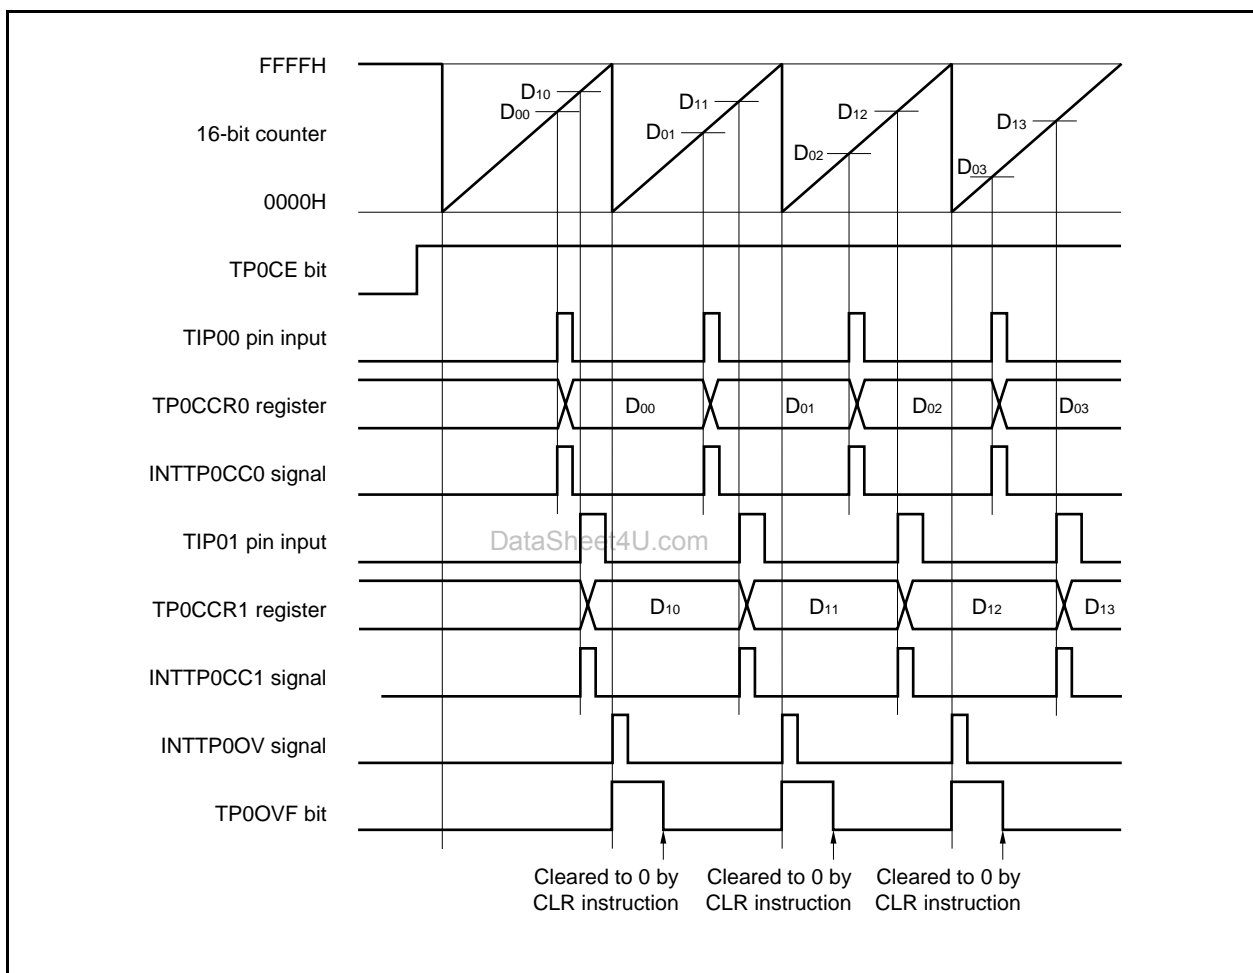 FFFFH
D10
D00
D11
D01
D12
D02
D13
D03
16-bit counter
0000H
TP0CE bit
TIP00 pin input
TP0CCR0 register
D00
D01
D02
D03
INTTP0CC0 signal
TIP01 pin input
DataSheet4U.com
TP0CCR1 register
D10
D11
D12
D13
INTTP0CC1 signal
INTTP0OV signal
TP0OVF bit
Cleared to 0 by
CLR instruction
Cleared to 0 by
CLR instruction
Cleared to 0 by
CLR instruction